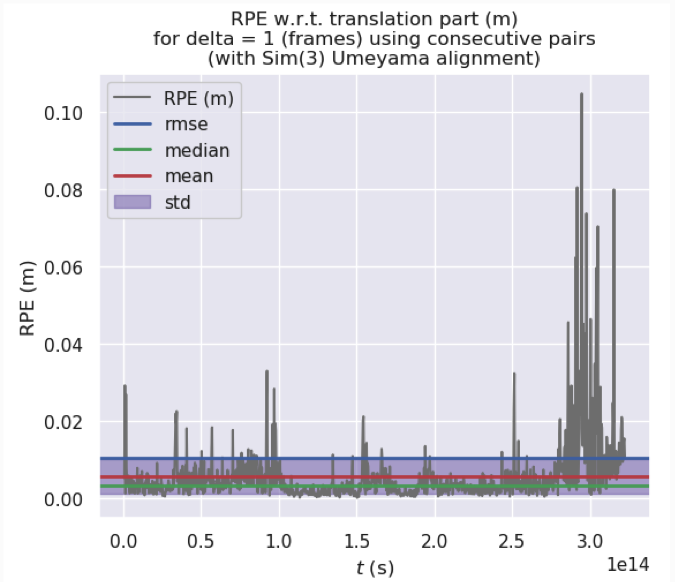 RPE w.r.t. translation part (m)
for delta = 1 (frames) using consecutive pairs
(with Sim(3) Umeyama alignment)
RPE (m)
rmse
median
mean
std
RPE (m)
0.10
0.08
0.06
0.04
0.02
0.00
0.0 0.5 1.0 1.5 2.0 2.5 3.0
1e14
t (s)